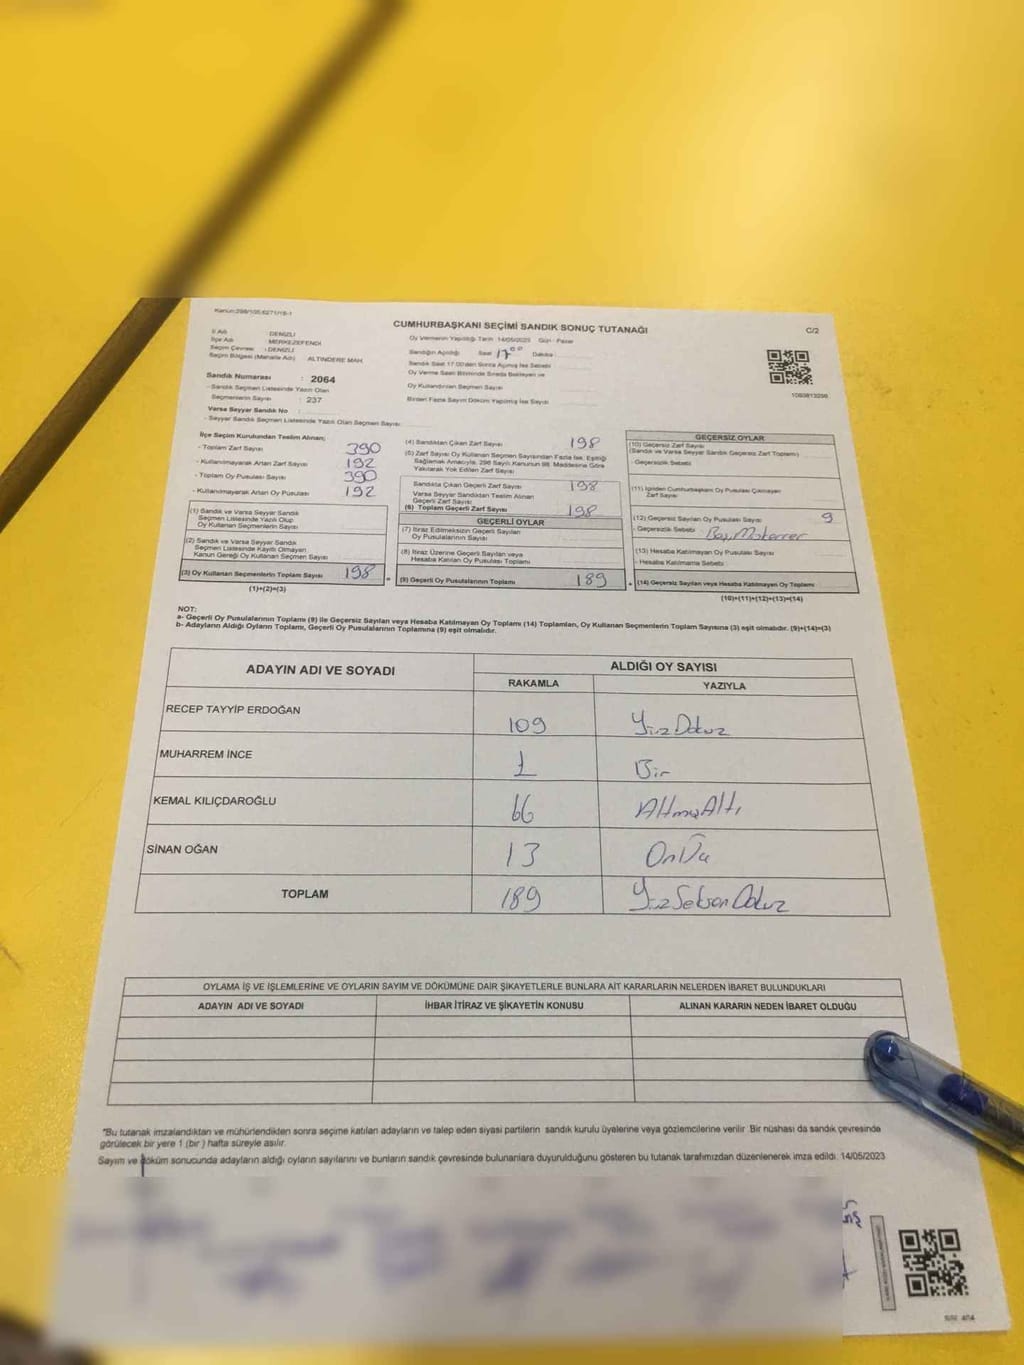 Kanun:298/105;6271/18-1
CUMHURBAŞKANI SEÇİMİ SANDIK SONUÇ TUTANAĞI
C/2
İl Adı : DENİZLİ
İlçe Adı : MERKEZEFENDİ
Seçim Çevresi : DENİZLİ
Seçim Bölgesi (Mahalle Adı) : ALTINDERE MAH.
Oy Vermenin Yapıldığı Tarih 14/05/2023 Gün : Pazar
Sandığın Açıldığı Saat 17⁰⁰ Dakika :
Sandık Saat 17:00'den Sonra Açılmış İse Sebebi
Oy Verme Saati Bitiminde Sırada Bekleyen ve
Oy Kullandırılan Seçmen Sayısı
Birden Fazla Sayım Döküm Yapılmış İse Sayısı
Sandık Numarası : 2064
- Sandık Seçmen Listesinde Yazılı Olan
Seçmenlerin Sayısı : 237
Varsa Seyyar Sandık No :
- Seyyar Sandık Seçmen Listesinde Yazılı Olan Seçmen Sayısı:
İlçe Seçim Kurulundan Teslim Alınan;
- Toplam Zarf Sayısı 390
- Kullanılmayarak Artan Zarf Sayısı 192
- Toplam Oy Pusulası Sayısı 390
- Kullanılmayarak Artan Oy Pusulası 192
(1) Sandık ve Varsa Seyyar Sandık
Seçmen Listesinde Yazılı Olup
Oy Kullanan Seçmenlerin Sayısı
(2) Sandık ve Varsa Seyyar Sandık
Seçmen Listesinde Kayıtlı Olmayan
Kanun Gereği Oy Kullanan Seçmen Sayısı
(3) Oy Kullanan Seçmenlerin Toplam Sayısı 198
(1)+(2)=(3)
(4) Sandıktan Çıkan Zarf Sayısı 198
(5) Zarf Sayısı Oy Kullanan Seçmen Sayısından Fazla İse, Eşitliği
Sağlamak Amacıyla, 298 Sayılı Kanunun 98. Maddesine Göre
Yakılarak Yok Edilen Zarf Sayısı
Sandıkta Çıkan Geçerli Zarf Sayısı 198
Varsa Seyyar Sandıktan Teslim Alınan
Geçerli Zarf Sayısı
(6) Toplam Geçerli Zarf Sayısı 198
GEÇERLİ OYLAR
(7) İtiraz Edilmeksizin Geçerli Sayılan
Oy Pusulalarının Sayısı
(8) İtiraz Üzerine Geçerli Sayılan veya
Hesaba Katılan Oy Pusulası Toplamı
(9) Geçerli Oy Pusulalarının Toplamı 189
1093813256
GEÇERSİZ OYLAR
(10) Geçersiz Zarf Sayısı
(Sandık ve Varsa Seyyar Sandık Geçersiz Zarf Toplamı)
- Geçersizlik Sebebi
(11) İçinden Cumhurbaşkanı Oy Pusulası Çıkmayan
Zarf Sayısı
(12) Geçersiz Sayılan Oy Pusulası Sayısı 9
- Geçersizlik Sebebi
(13) Hesaba Katılmayan Oy Pusulası Sayısı
- Hesaba Katılmama Sebebi
(14) Geçersiz Sayılan veya Hesaba Katılmayan Oy Toplamı
(10)+(11)+(12)+(13)=(14)
NOT:
a- Geçerli Oy Pusulalarının Toplamı (9) ile Geçersiz Sayılan veya Hesaba Katılmayan Oy Toplamı (14) Toplamları, Oy Kullanan Seçmenlerin Toplam Sayısına (3) eşit olmalıdır. (9)+(14)=(3)
b- Adayların Aldığı Oyların Toplamı, Geçerli Oy Pusulalarının Toplamına (9) eşit olmalıdır.
ADAYIN ADI VE SOYADI
ALDIĞI OY SAYISI
RAKAMLA YAZIYLA
RECEP TAYYİP ERDOĞAN 109 Yüz Dokuz
MUHARREM İNCE 1 Bir
KEMAL KILIÇDAROĞLU 66 Altmış Altı
SİNAN OĞAN 13 On Üç
TOPLAM 189 Yüz Seksen Dokuz
OYLAMA İŞ VE İŞLEMLERİNE VE OYLARIN SAYIM VE DÖKÜMÜNE DAİR ŞİKAYETLERLE BUNLARA AİT KARARLARIN NELERDEN İBARET BULUNDUKLARI
ADAYIN ADI VE SOYADI İHBAR İTİRAZ VE ŞİKAYETİN KONUSU ALINAN KARARIN NEDEN İBARET OLDUĞU
"Bu tutanak imzalandıktan ve mühürlendikten sonra seçime katılan adayların ve talep eden siyasi partilerin sandık kurulu üyelerine veya gözlemcilerine verilir. Bir nüshası da sandık çevresinde
görülecek bir yere 1 (bir ) hafta süreyle asılır.
Sayım ve döküm sonucunda adayların aldığı oyların sayılarını ve bunların sandık çevresinde bulunanlara duyurulduğunu gösteren bu tutanak tarafımızdan düzenlenerek imza edildi. 14/05/2023